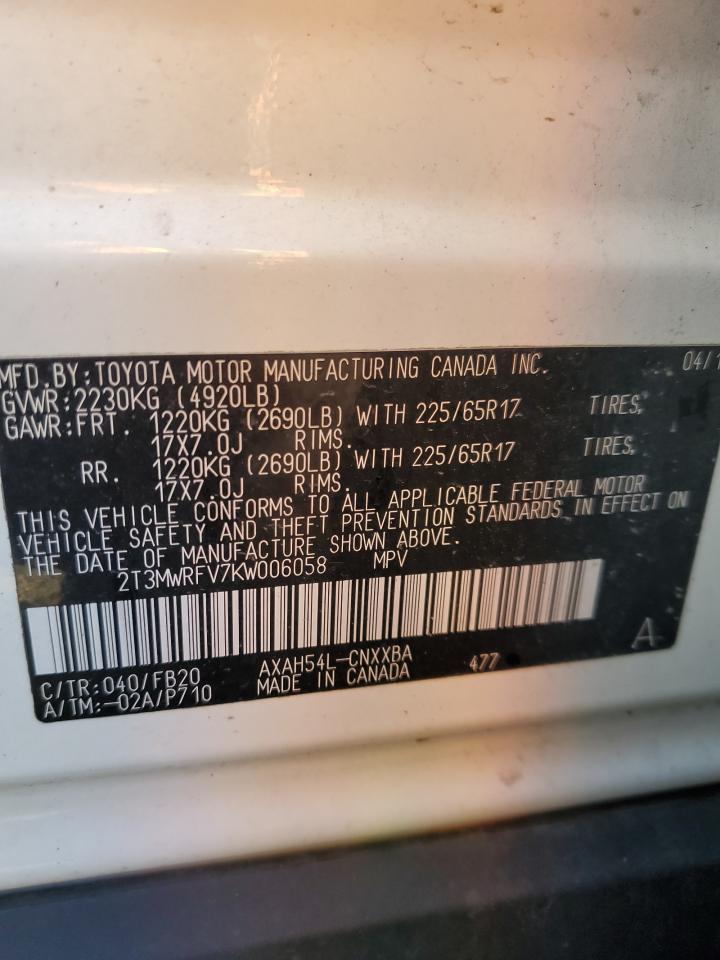 MFD. BY: TOYOTA MOTOR MANUFACTURING CANADA INC. 04/1
GVWR: 2230KG (4920LB)
GAWR: FRT. 1220KG (2690LB) WITH 225/65R17 TIRES,
17X7.0J RIMS.
RR. 1220KG (2690LB) WITH 225/65R17 TIRES,
17X7.0J RIMS.
THIS VEHICLE CONFORMS TO ALL APPLICABLE FEDERAL MOTOR
VEHICLE SAFETY AND THEFT PREVENTION STANDARDS IN EFFECT ON
THE DATE OF MANUFACTURE SHOWN ABOVE.
2T3MWRFV7KW006058 MPV
C/TR: 040/FB20 AXAH54L-CNXXBA 477 A
A/TM: -02A/P710 MADE IN CANADA